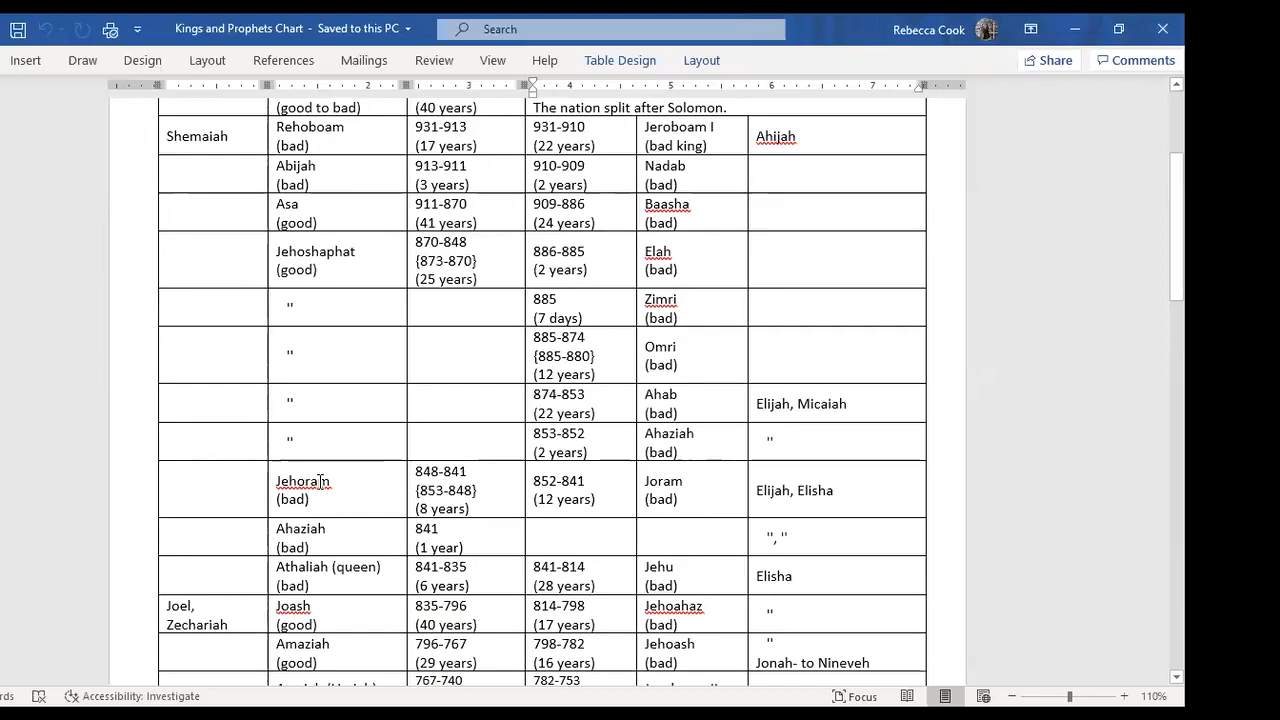 Kings and Prophets Chart - Saved to this PC
Search
Rebecca Cook
Insert Draw Design Layout References Mailings Review View Help Table Design Layout Share Comments
2 3 4 5 6 7
(good to bad) (40 years) The nation split after Solomon.
Shemaiah Rehoboam 931-913 931-910 Jeroboam I Ahijah
(bad) (17 years) (22 years) (bad king)
Abijah 913-911 910-909 Nadab
(bad) (3 years) (2 years) (bad)
Asa 911-870 909-886 Baasha
(good) (41 years) (24 years) (bad)
Jehoshaphat 870-848 886-885 Elah
(good) {873-870} (2 years) (bad)
(25 years)
" 885 Zimri
(7 days) (bad)
" 885-874 Omri
{885-880} (bad)
(12 years)
" 874-853 Ahab Elijah, Micaiah
(22 years) (bad)
" 853-852 Ahaziah "
(2 years) (bad)
Jehoram 848-841 852-841 Joram Elijah, Elisha
(bad) {853-848} (12 years) (bad)
(8 years)
Ahaziah 841 ", "
(bad) (1 year)
Athaliah (queen) 841-835 841-814 Jehu Elisha
(bad) (6 years) (28 years) (bad)
Joel, Joash 835-796 814-798 Jehoahaz "
Zechariah (good) (40 years) (17 years) (bad)
Amaziah 796-767 798-782 Jehoash "
(good) (29 years) (16 years) (bad) Jonah- to Nineveh
767-740 782-753
rds Accessibility: Investigate Focus 110%